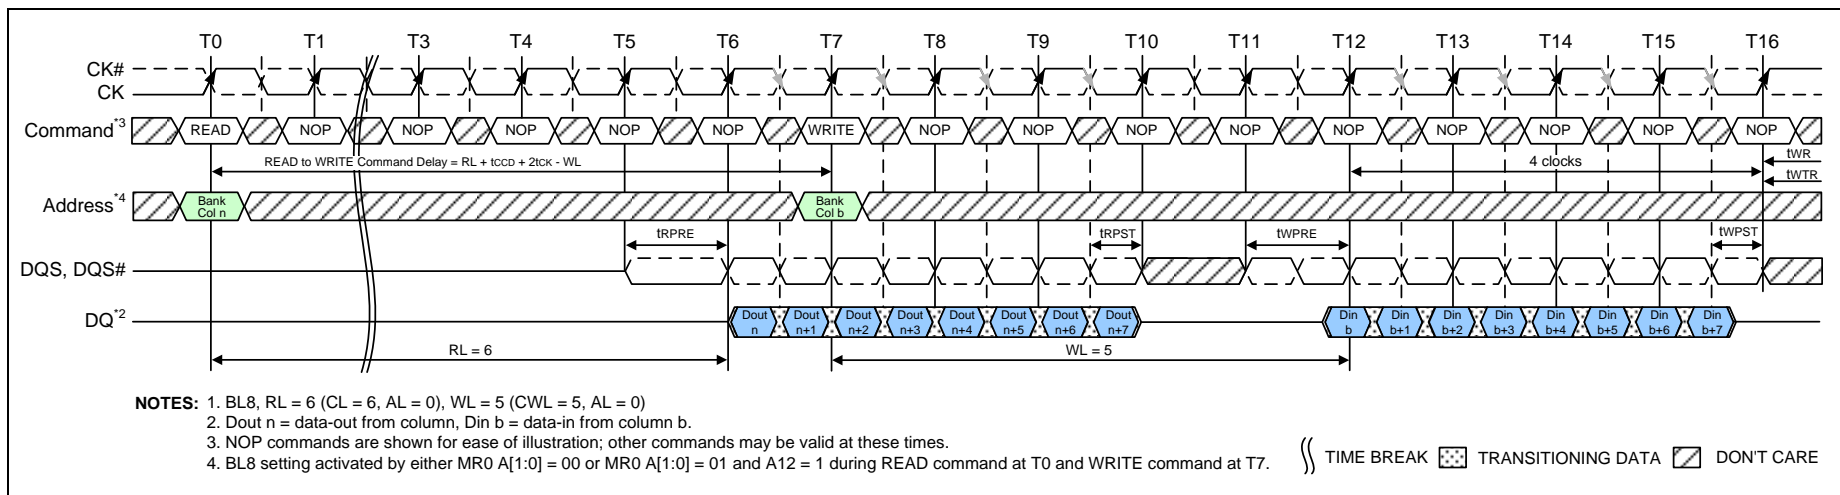 T0 T1 T3 T4 T5 T6 T7 T8 T9 T10 T11 T12 T13 T14 T15 T16
CK#
CK
Command*3 READ NOP NOP NOP NOP NOP WRITE NOP NOP NOP NOP NOP NOP NOP NOP NOP
READ to WRITE Command Delay = RL + tCCD + 2tCK - WL
4 clocks
tWR
tWTR
Address*4
Bank Col n
Bank Col b
tRPRE tRPST tWPRE tWPST
DQS, DQS#
DQ*2
Dout n
Dout n+1
Dout n+2
Dout n+3
Dout n+4
Dout n+5
Dout n+6
Dout n+7
Din b
Din b+1
Din b+2
Din b+3
Din b+4
Din b+5
Din b+6
Din b+7
RL = 6
WL = 5
NOTES: 1. BL8, RL = 6 (CL = 6, AL = 0), WL = 5 (CWL = 5, AL = 0)
2. Dout n = data-out from column, Din b = data-in from column b.
3. NOP commands are shown for ease of illustration; other commands may be valid at these times.
4. BL8 setting activated by either MR0 A[1:0] = 00 or MR0 A[1:0] = 01 and A12 = 1 during READ command at T0 and WRITE command at T7.
TIME BREAK TRANSITIONING DATA DON'T CARE